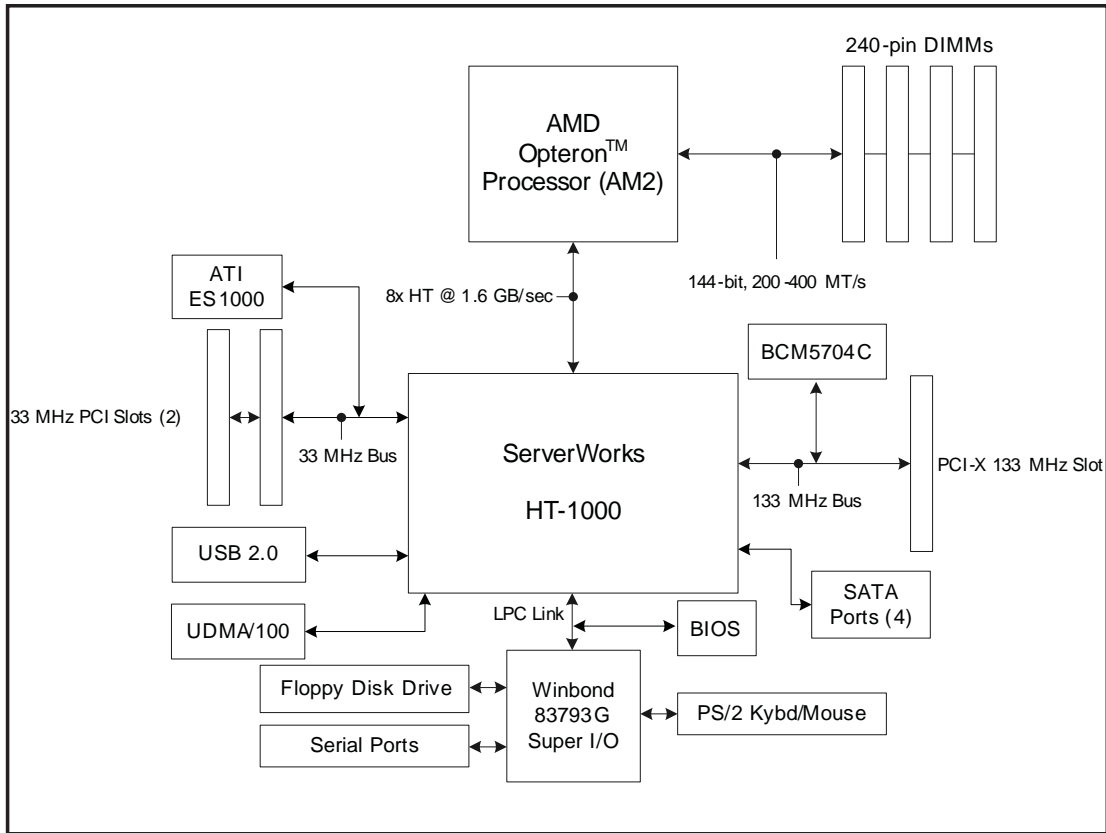 240-pin DIMMs
AMD
Opteron™
Processor (AM2)
144-bit, 200-400 MT/s
ATI
ES1000
8x HT @ 1.6 GB/sec
BCM5704C
33 MHz PCI Slots (2)
33 MHz Bus
ServerWorks
HT-1000
PCI-X 133 MHz Slot
133 MHz Bus
USB 2.0
SATA
Ports (4)
UDMA/100
LPC Link
BIOS
Floppy Disk Drive
Winbond
83793G
Super I/O
PS/2 Kybd/Mouse
Serial Ports